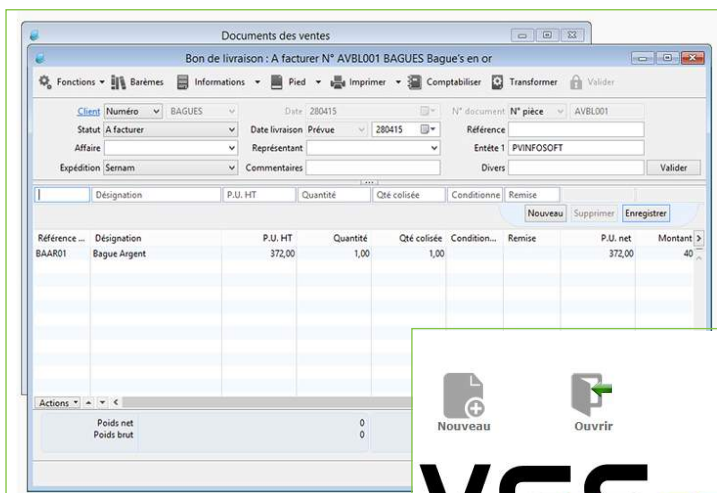 Documents des ventes
Bon de livraison : A facturer N° AVBL001 BAGUES Bague's en or
Fonctions Barèmes Informations Pied Imprimer Comptabiliser Transformer Valider
Client Numéro BAGUES Date 280415 N° document N° pièce AVBL001
Statut A facturer Date livraison Prévue 280415 Référence
Affaire Représentant Entête 1 PVINFOSOFT
Expédition Sernam Commentaires Divers Valider
Désignation P.U. HT Quantité Qté colisée Conditionne Remise
Nouveau Supprimer Enregistrer
Référence ... Désignation P.U. HT Quantité Qté colisée Condition... Remise P.U. net Montant
BAAR01 Bague Argent 372,00 1,00 1,00 372,00 40
Actions
Poids net 0
Poids brut 0
Nouveau Ouvrir